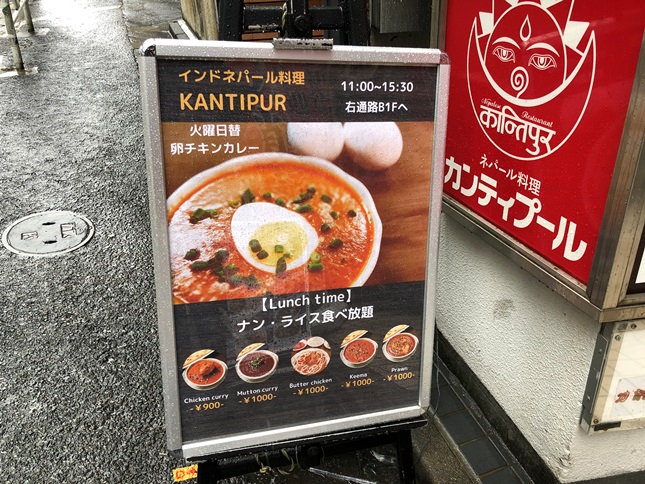 インドネパール料理
KANTIPUR
11:00~15:30
右通路B1Fへ
火曜日替
卵チキンカレー
【Lunch time】
ナン・ライス食べ放題
Chicken curry
-¥900-
Mutton curry
-¥1000-
Butter chicken
-¥1000-
Keema
-¥1000-
Prawn
-¥1000-
Nepalese Restaurant
कान्तिपुर
ネパール料理
カンティプール